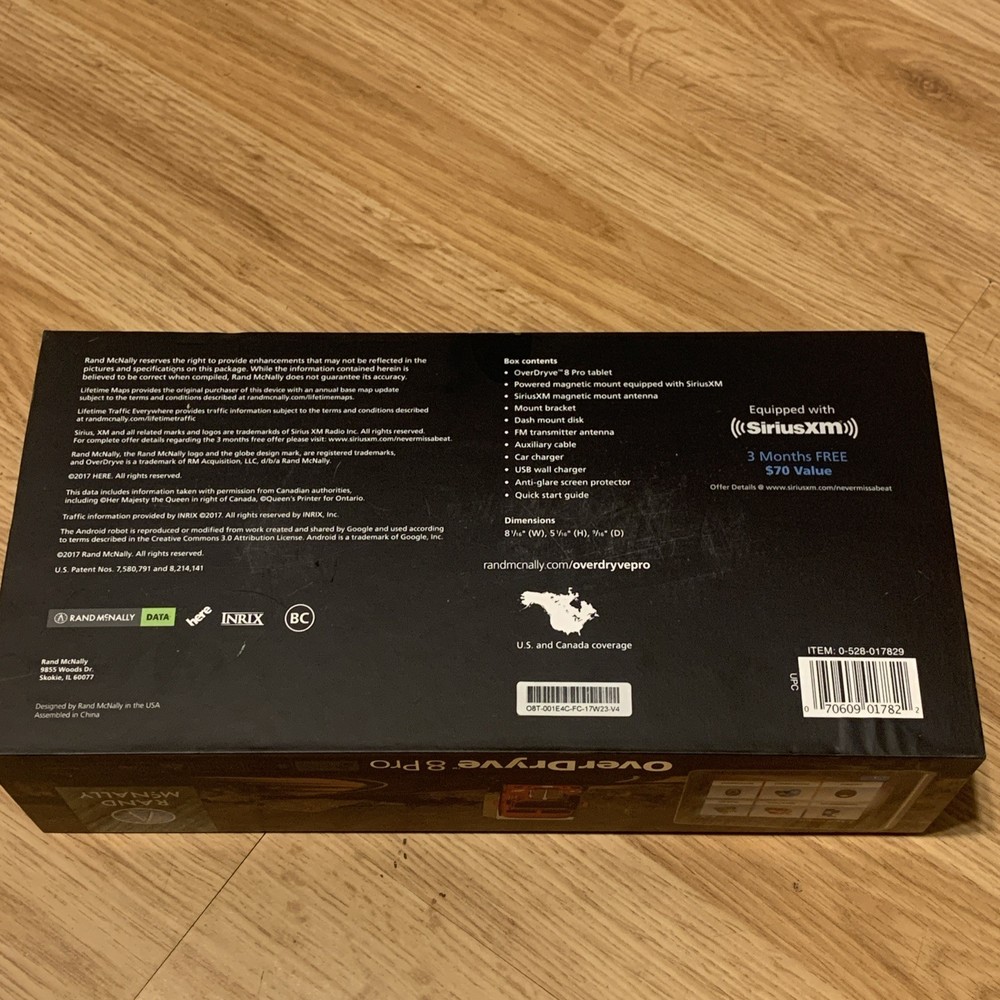 Rand McNally reserves the right to provide enhancements that may not be reflected in the
pictures and specifications on this package. While the information contained herein is
believed to be correct when compiled, Rand McNally does not guarantee its accuracy.
Lifetime Maps provides the original purchaser of this device with an annual base map update
subject to the terms and conditions described at randmcnally.com/lifetimemaps.
Lifetime Traffic Everywhere provides traffic information subject to the terms and conditions described
at randmcnally.com/lifetimetraffic
Sirius, XM and all related marks and logos are trademarkds of Sirius XM Radio Inc. All rights reserved.
For complete offer details regarding the 3 months free offer please visit: www.siriusxm.com/nevermissabeat.
Rand McNally, the Rand McNally logo and the globe design mark, are registered trademarks,
and OverDryve is a trademark of RM Acquisition, LLC, d/b/a Rand McNally.
©2017 HERE. All rights reserved.
This data includes information taken with permission from Canadian authorities,
including ©Her Majesty the Queen in right of Canada, ©Queen's Printer for Ontario.
Traffic information provided by INRIX ©2017. All rights reserved by INRIX, Inc.
The Android robot is reproduced or modified from work created and shared by Google and used according
to terms described in the Creative Commons 3.0 Attribution License. Android is a trademark of Google, Inc.
©2017 Rand McNally. All rights reserved.
U.S. Patent Nos. 7,580,791 and 8,214,141
RAND MCNALLY DATA here INRIX BC
Rand McNally
9855 Woods Dr.
Skokie, IL 60077
Designed by Rand McNally in the USA
Assembled in China
Box contents
• OverDryve™ 8 Pro tablet
• Powered magnetic mount equipped with SiriusXM
• SiriusXM magnetic mount antenna
• Mount bracket
• Dash mount disk
• FM transmitter antenna
• Auxiliary cable
• Car charger
• USB wall charger
• Anti-glare screen protector
• Quick start guide
Dimensions
(W), (H), (D)
randmcnally.com/overdryvepro
U.S. and Canada coverage
O8T-001E4C-FC-17W23-V4
Equipped with
((SiriusXM))
3 Months FREE
$70 Value
Offer Details @ www.siriusxm.com/nevermissabeat
ITEM: 0-528-017829
UPC
0 70609 01782 2
OverDryve™ 8 Pro
RAND
MCNALLY